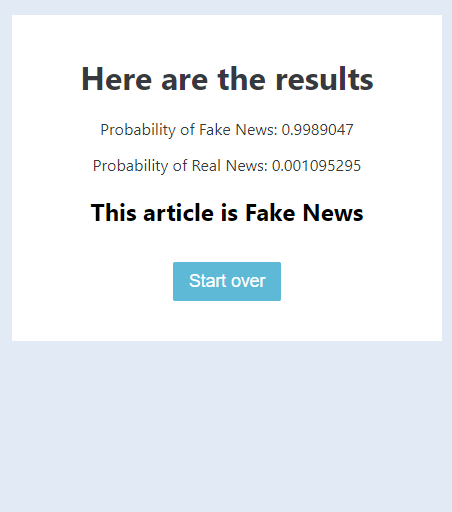 Here are the results
Probability of Fake News: 0.9989047
Probability of Real News: 0.001095295
This article is Fake News
Start over